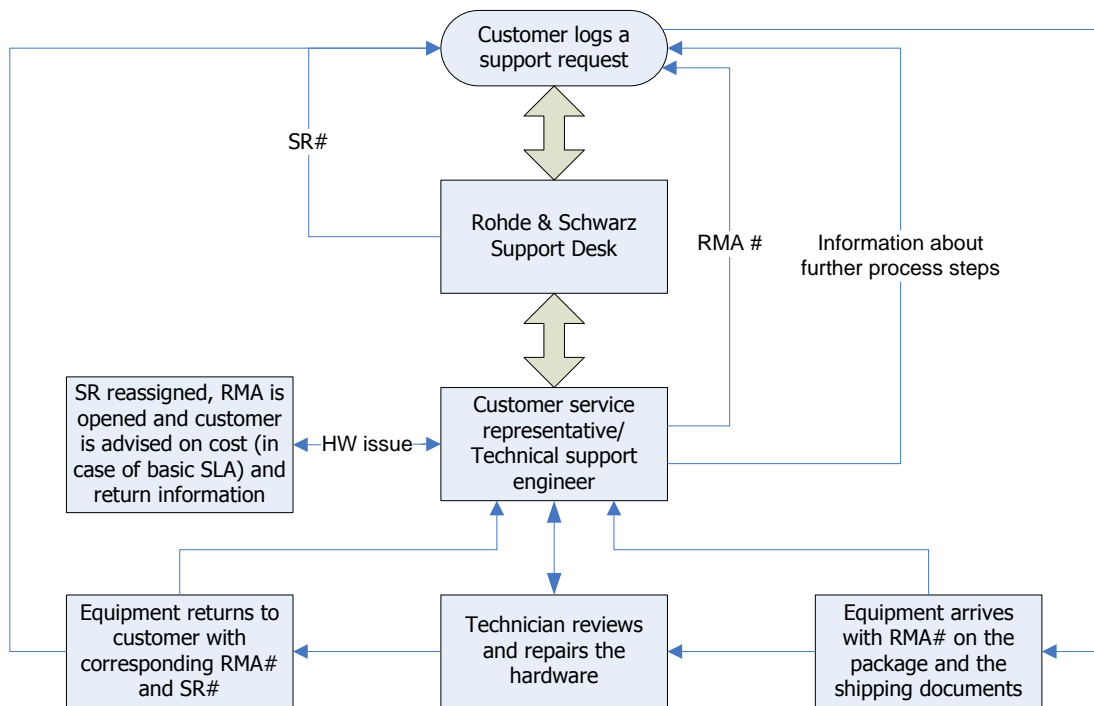 Customer logs a
support request
SR#
Rohde & Schwarz
Support Desk
RMA #
Information about
further process steps
SR reassigned, RMA is
opened and customer
is advised on cost (in
case of basic SLA) and
return information
HW issue
Customer service
representative/
Technical support
engineer
Equipment returns to
customer with
corresponding RMA#
and SR#
Technician reviews
and repairs the
hardware
Equipment arrives
with RMA# on the
package and the
shipping documents